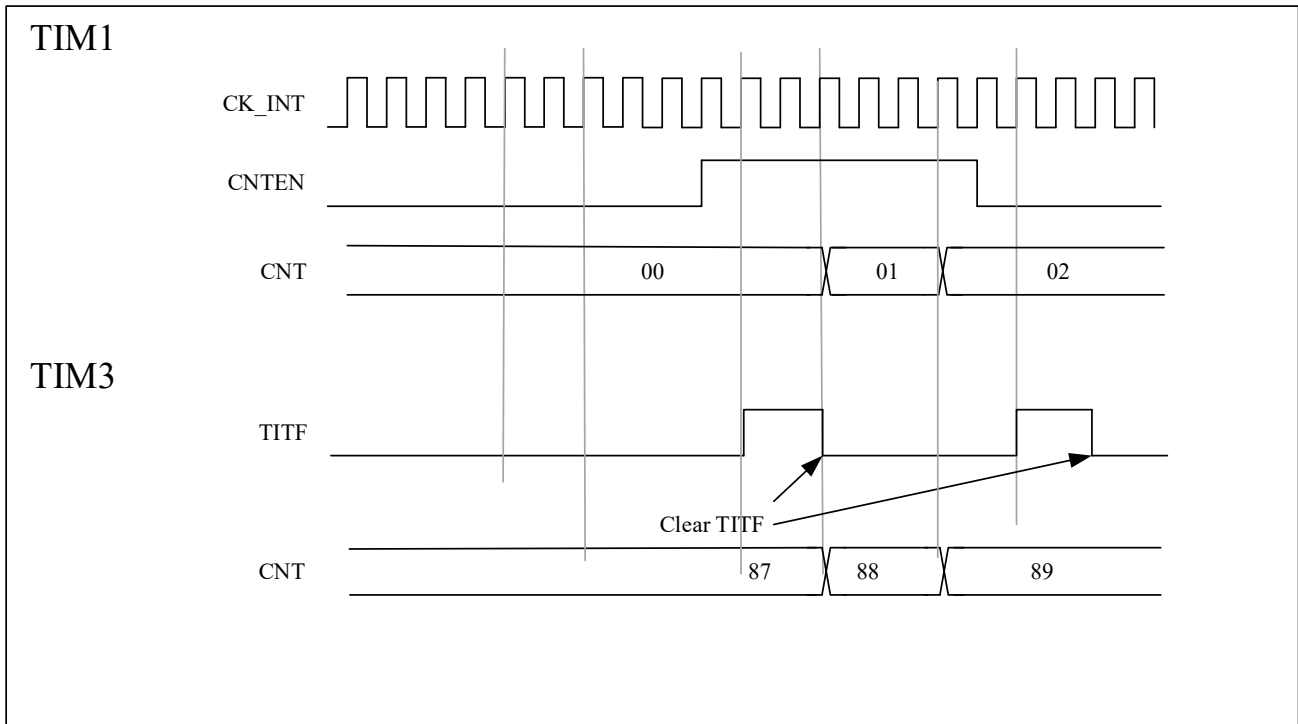 TIM1
CK_INT
CNTEN
CNT 00 01 02
TIM3
TITF
Clear TITF
CNT 87 88 89